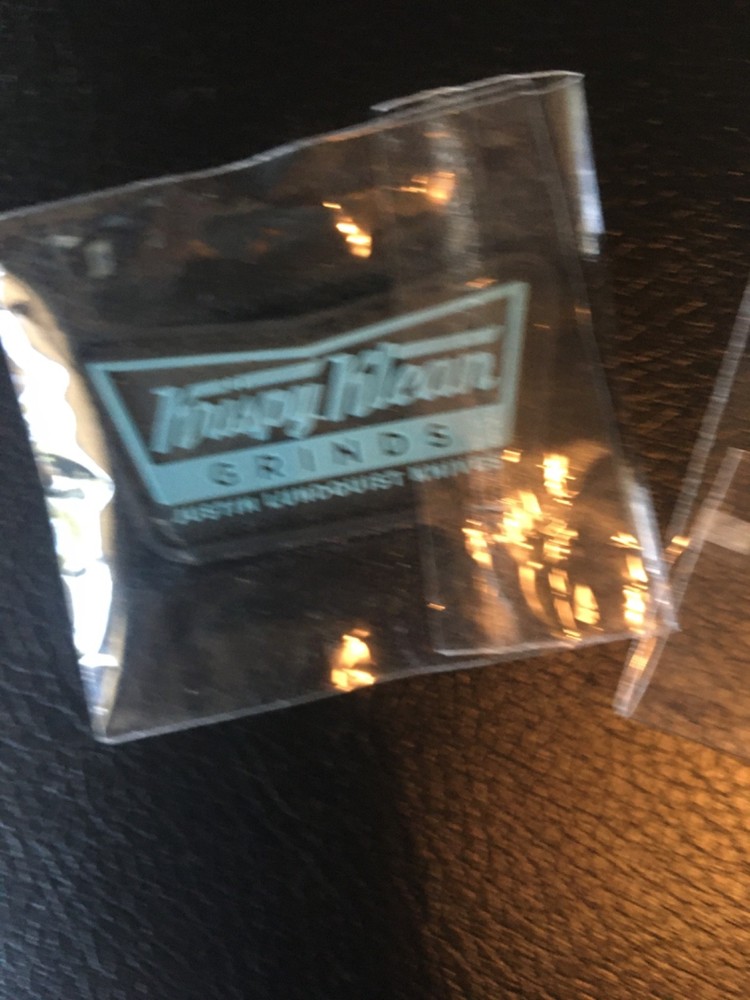 Krispy Klean
GRINDS
JUSTIN LUNDQUIST KNIVES